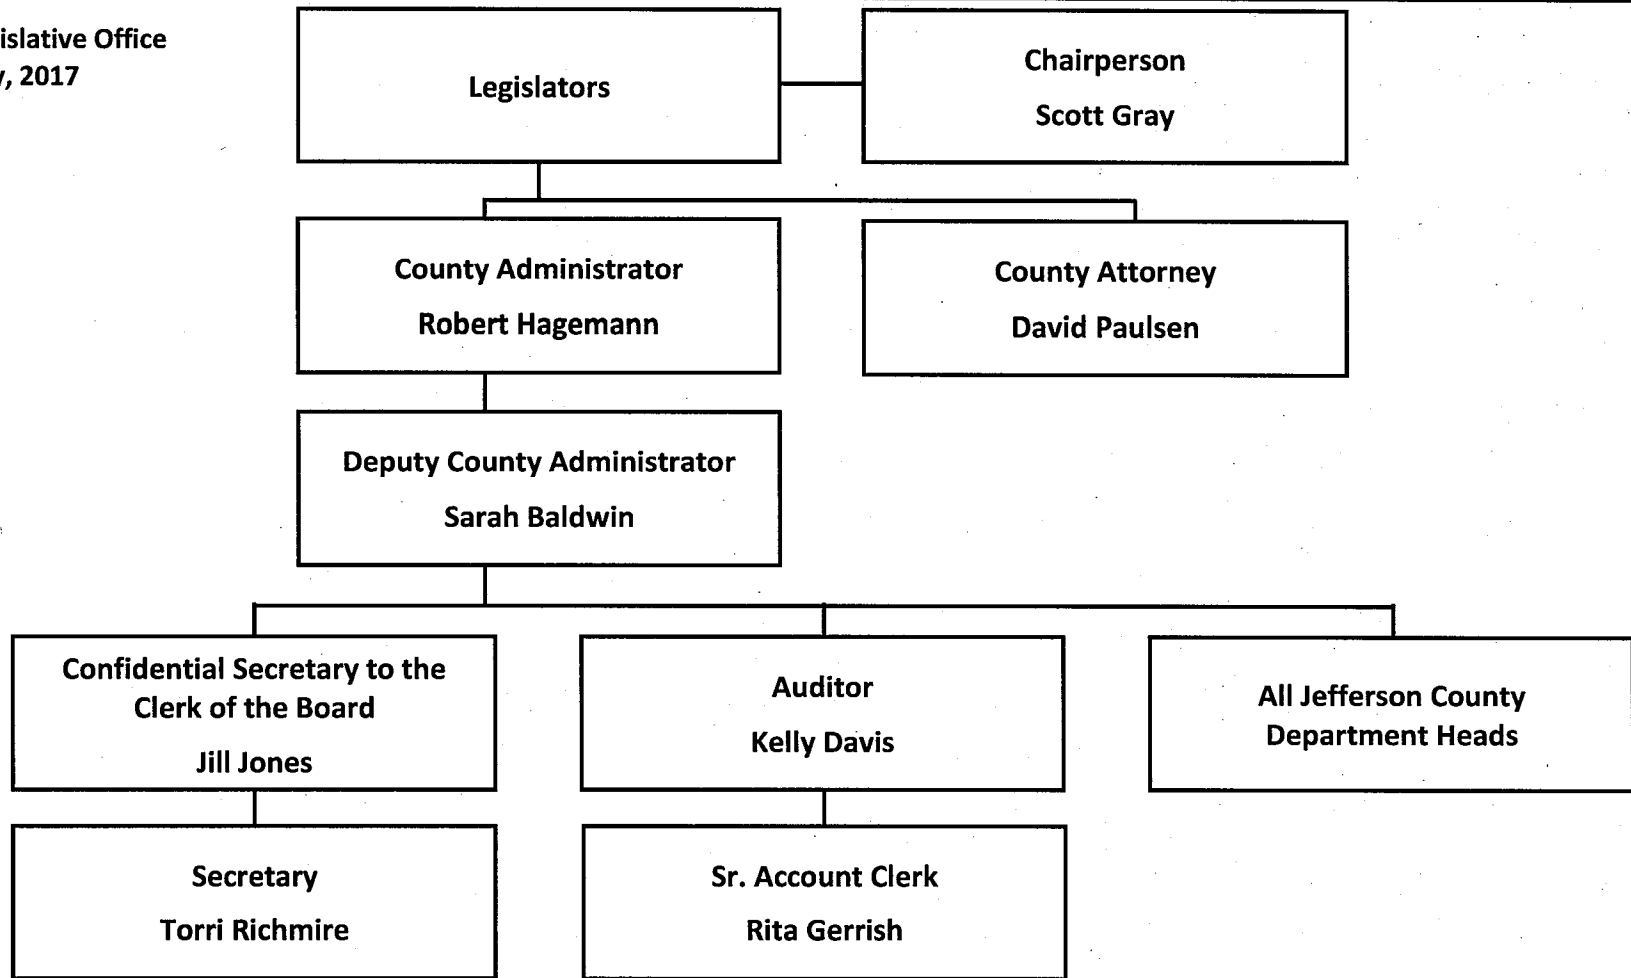 islative Office
, 2017
Legislators
Chairperson
Scott Gray
County Administrator
Robert Hagemann
County Attorney
David Paulsen
Deputy County Administrator
Sarah Baldwin
Confidential Secretary to the
Clerk of the Board
Jill Jones
Auditor
Kelly Davis
All Jefferson County
Department Heads
Secretary
Torri Richmire
Sr. Account Clerk
Rita Gerrish